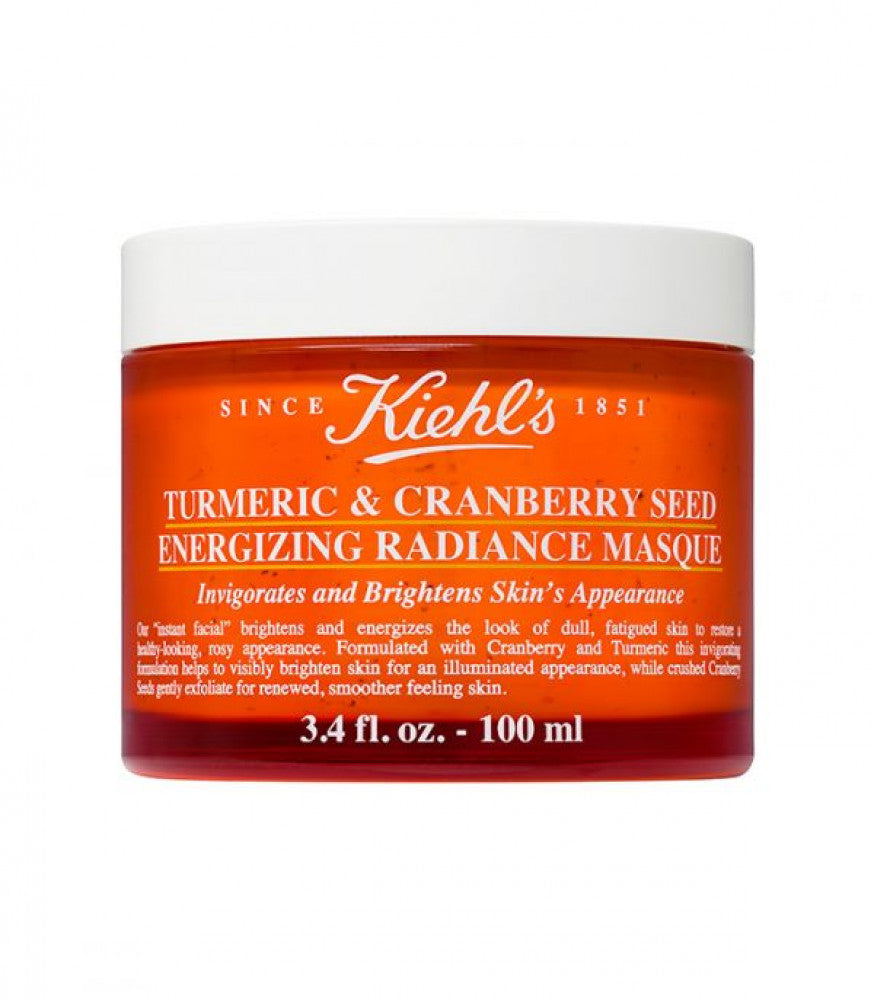 SINCE Kiehl's 1851
TURMERIC & CRANBERRY SEED
ENERGIZING RADIANCE MASQUE
Invigorates and Brightens Skin's Appearance
Our "instant facial" brightens and energizes the look of dull, fatigued skin to restore a
healthy-looking, rosy appearance. Formulated with Cranberry and Turmeric this invigorating
formulation helps to visibly brighten skin for an illuminated appearance, while crushed Cranberry
Seeds gently exfoliate for renewed, smoother feeling skin.
3.4 fl. oz. - 100 ml